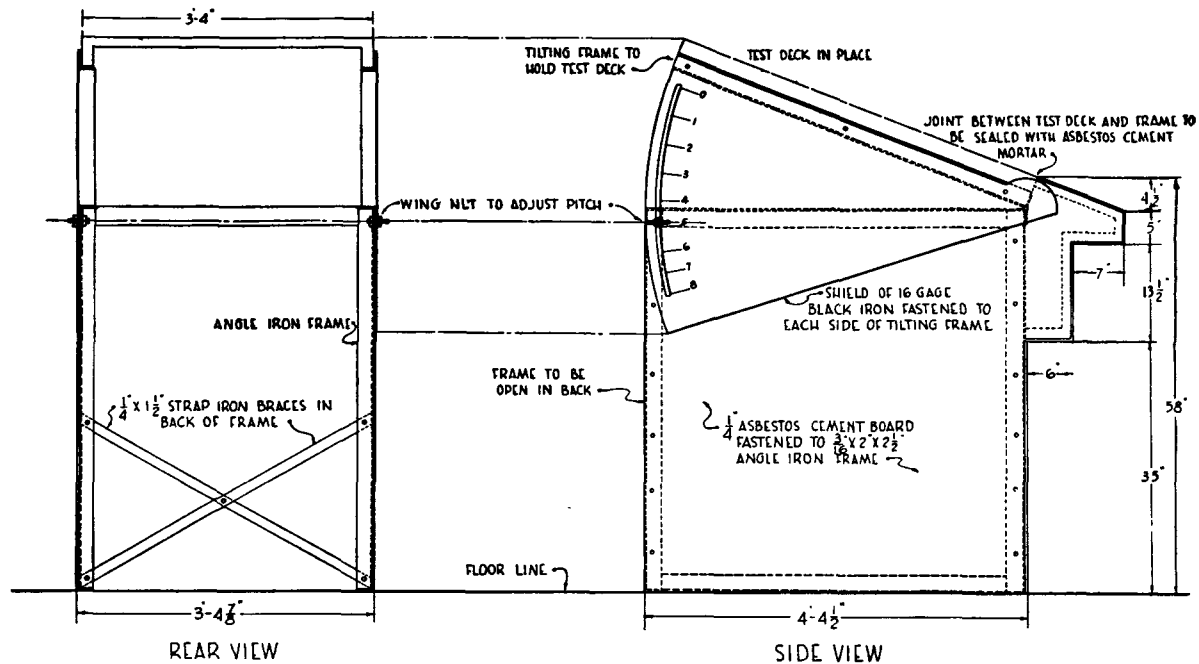 3'-4"
TILTING FRAME TO
HOLD TEST DECK
TEST DECK IN PLACE
JOINT BETWEEN TEST DECK AND FRAME TO
BE SEALED WITH ASBESTOS CEMENT
MORTAR
0
1
2
3
4
5
6
7
8
WING NUT TO ADJUST PITCH
4 1/2"
5"
7"
13 1/2"
SHIELD OF 16 GAGE
BLACK IRON FASTENED TO
EACH SIDE OF TILTING FRAME
ANGLE IRON FRAME
FRAME TO BE
OPEN IN BACK
6"
58"
1/4" X 1 1/2" STRAP IRON BRACES IN
BACK OF FRAME
1/4" ASBESTOS CEMENT BOARD
FASTENED TO 3/16" X 2" X 2 1/2"
ANGLE IRON FRAME
35"
FLOOR LINE
3'-4 7/8"
4'-4 1/2"
REAR VIEW
SIDE VIEW